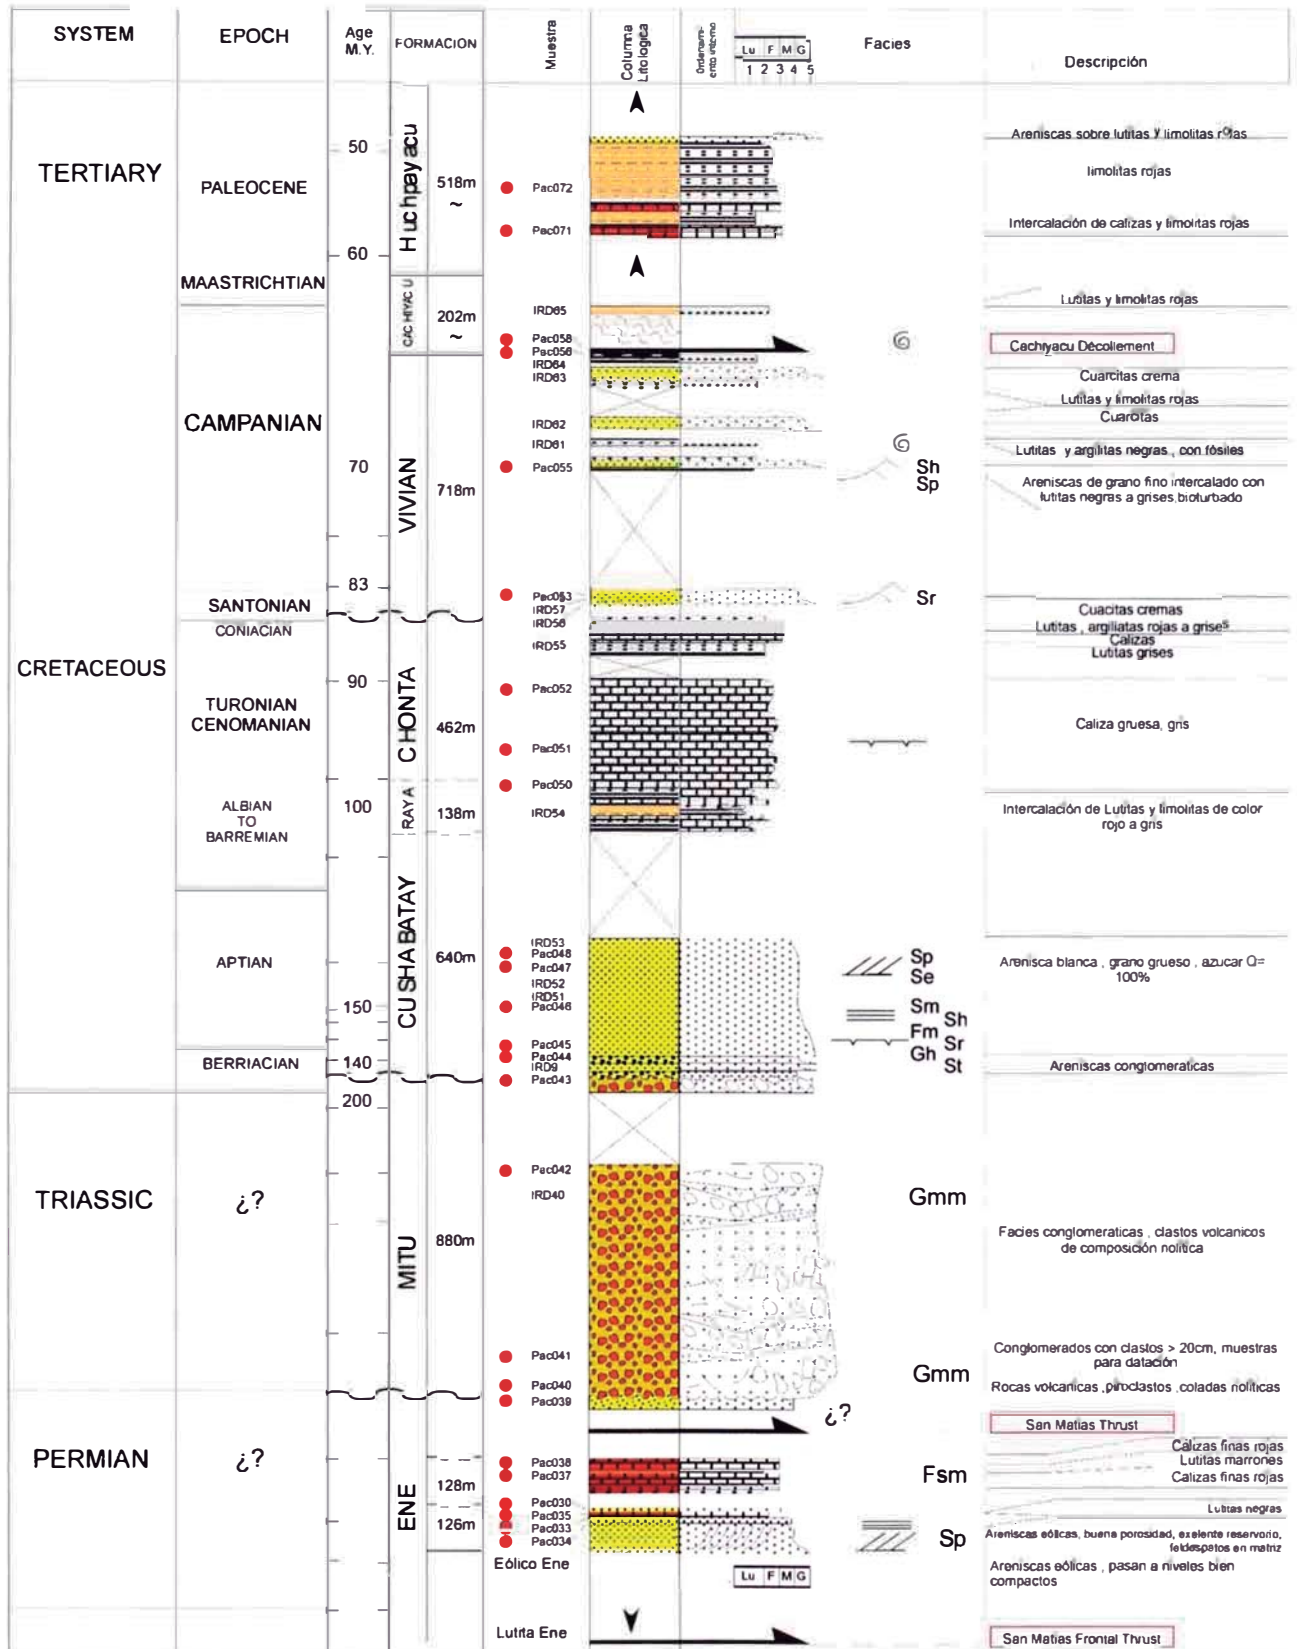 SYSTEM
EPOCH
Age
M.Y.
FORMACION
Muestra
Columna
Litologica
Ordenami-
ento interno
Lu F M G
1 2 3 4 5
Facies
Descripción
TERTIARY
PALEOCENE
MAASTRICHTIAN
CRETACEOUS
CAMPANIAN
SANTONIAN
CONIACIAN
TURONIAN
CENOMANIAN
ALBIAN
TO
BARREMIAN
APTIAN
BERRIACIAN
TRIASSIC
¿?
PERMIAN
¿?
50
60
70
83
90
100
150
140
200
Huchpayacu
518m
~
CACHIYACU
202m
~
VIVIAN
718m
CHONTA
462m
RAYA
138m
CUSHABATAY
640m
MITU
880m
ENE
128m
126m
Pac072
Pac071
IRD65
Pac058
Pac056
IRD64
IRD63
IRD62
IRD61
Pac055
Pac053
IRD57
IRD56
IRD55
Pac052
Pac051
Pac050
IRD54
IRD53
Pac048
Pac047
IRD52
IRD51
Pac046
Pac045
Pac044
IRD9
Pac043
Pac042
IRD40
Pac041
Pac040
Pac039
Pac038
Pac037
Pac030
Pac035
Pac033
Pac034
Eólico Ene
Lutita Ene
Sh
Sp
Sr
Sp
Se
Sm
Sh
Fm
Sr
Gh
St
Gmm
Gmm
¿?
Fsm
Sp
Lu F M G
Areniscas sobre lutitas y limolitas rojas
limolitas rojas
Intercalación de calizas y limolitas rojas
Lutitas y limolitas rojas
Cachiyacu Décollement
Cuarcitas crema
Lutitas y limolitas rojas
Cuarcitas
Lutitas y argilitas negras , con fósiles
Areniscas de grano fino intercalado con
lutitas negras a grises,bioturbado
Cuacitas cremas
Lutitas , argiliatas rojas a grises
Calizas
Lutitas grises
Caliza gruesa, gris
Intercalación de Lutitas y limolitas de color
rojo a gris
Arenisca blanca , grano grueso , azucar Q=
100%
Areniscas conglomeraticas
Facies conglomeraticas , clastos volcanicos
de composición riolitica
Conglomerados con clastos > 20cm, muestras
para datación
Rocas volcanicas ,piroclastos ,coladas rioliticas
San Matias Thrust
Calizas finas rojas
Lutitas marrones
Calizas finas rojas
Lutitas negras
Areniscas eólicas, buena porosidad, exelente reservorio,
feldespatos en matriz
Areniscas eólicas , pasan a niveles bien
compactos
San Matias Frontal Thrust